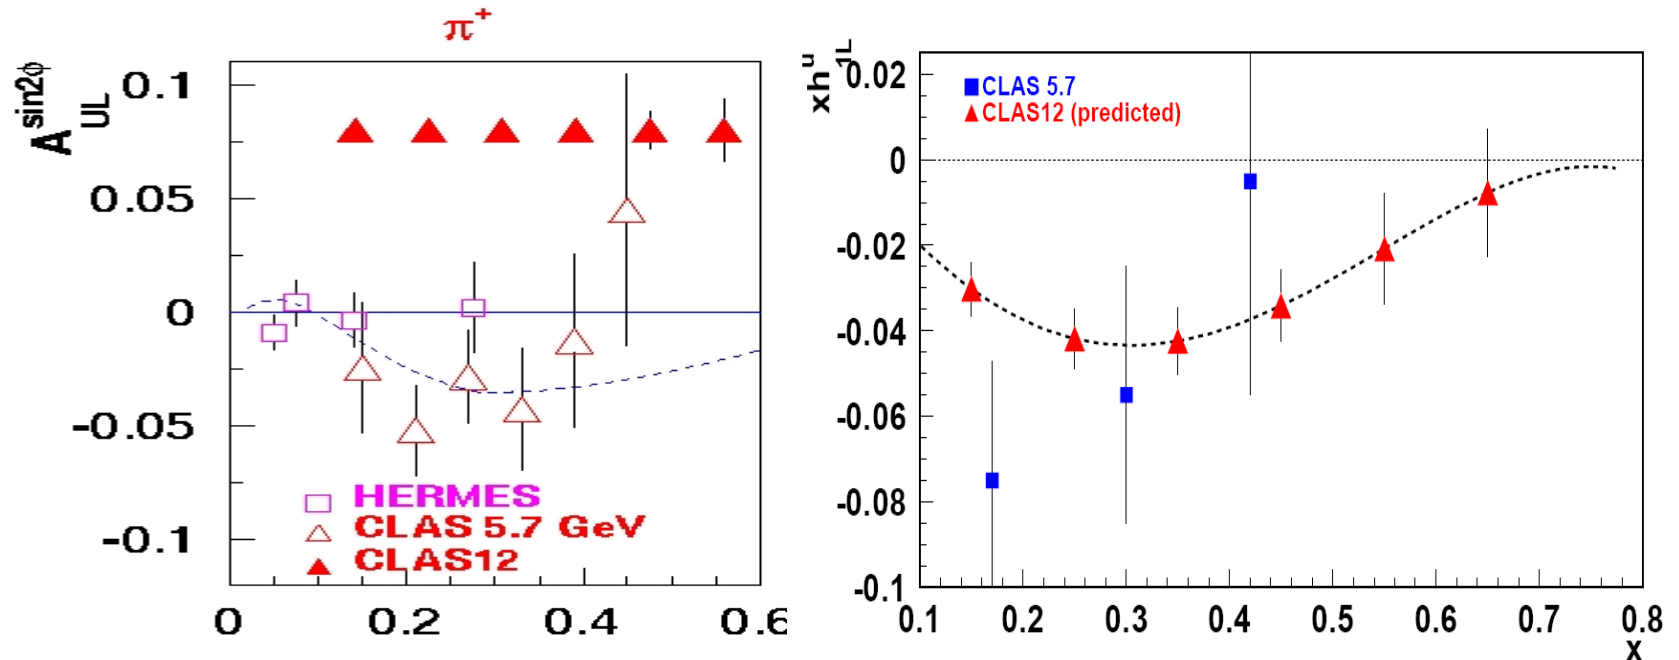 π+
A UL sin2ϕ
0.1
0.05
0
-0.05
-0.1
HERMES
CLAS 5.7 GeV
CLAS12
0 0.2 0.4 0.6
xh u 1L
0.02
0
-0.02
-0.04
-0.06
-0.08
-0.1
CLAS 5.7
CLAS12 (predicted)
0.1 0.2 0.3 0.4 0.5 0.6 0.7 0.8
x